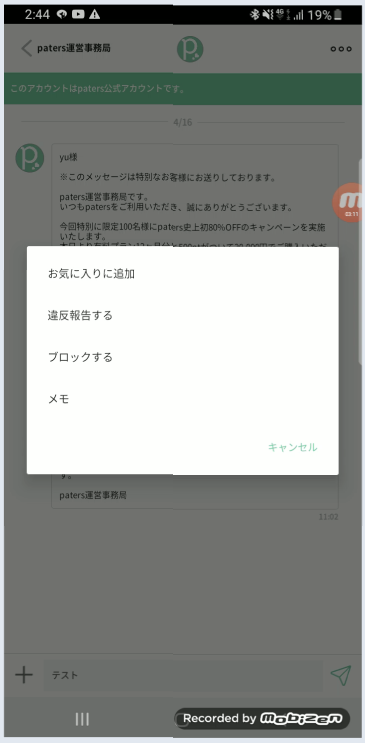 2:44 4G 19%
paters運営事務局
このアカウントはpaters公式アカウントです。
4/16
yu様
※このメッセージは特別なお客様にお送りしております。
paters運営事務局です。
いつもpatersをご利用いただき、誠にありがとうございます。
今回特別に限定100名様にpaters史上初80%OFFのキャンペーンを実施
いたします。
03:11
お気に入りに追加
違反報告する
ブロックする
メモ
キャンセル
す。
paters運営事務局
11:02
テスト
Recorded by mobizen